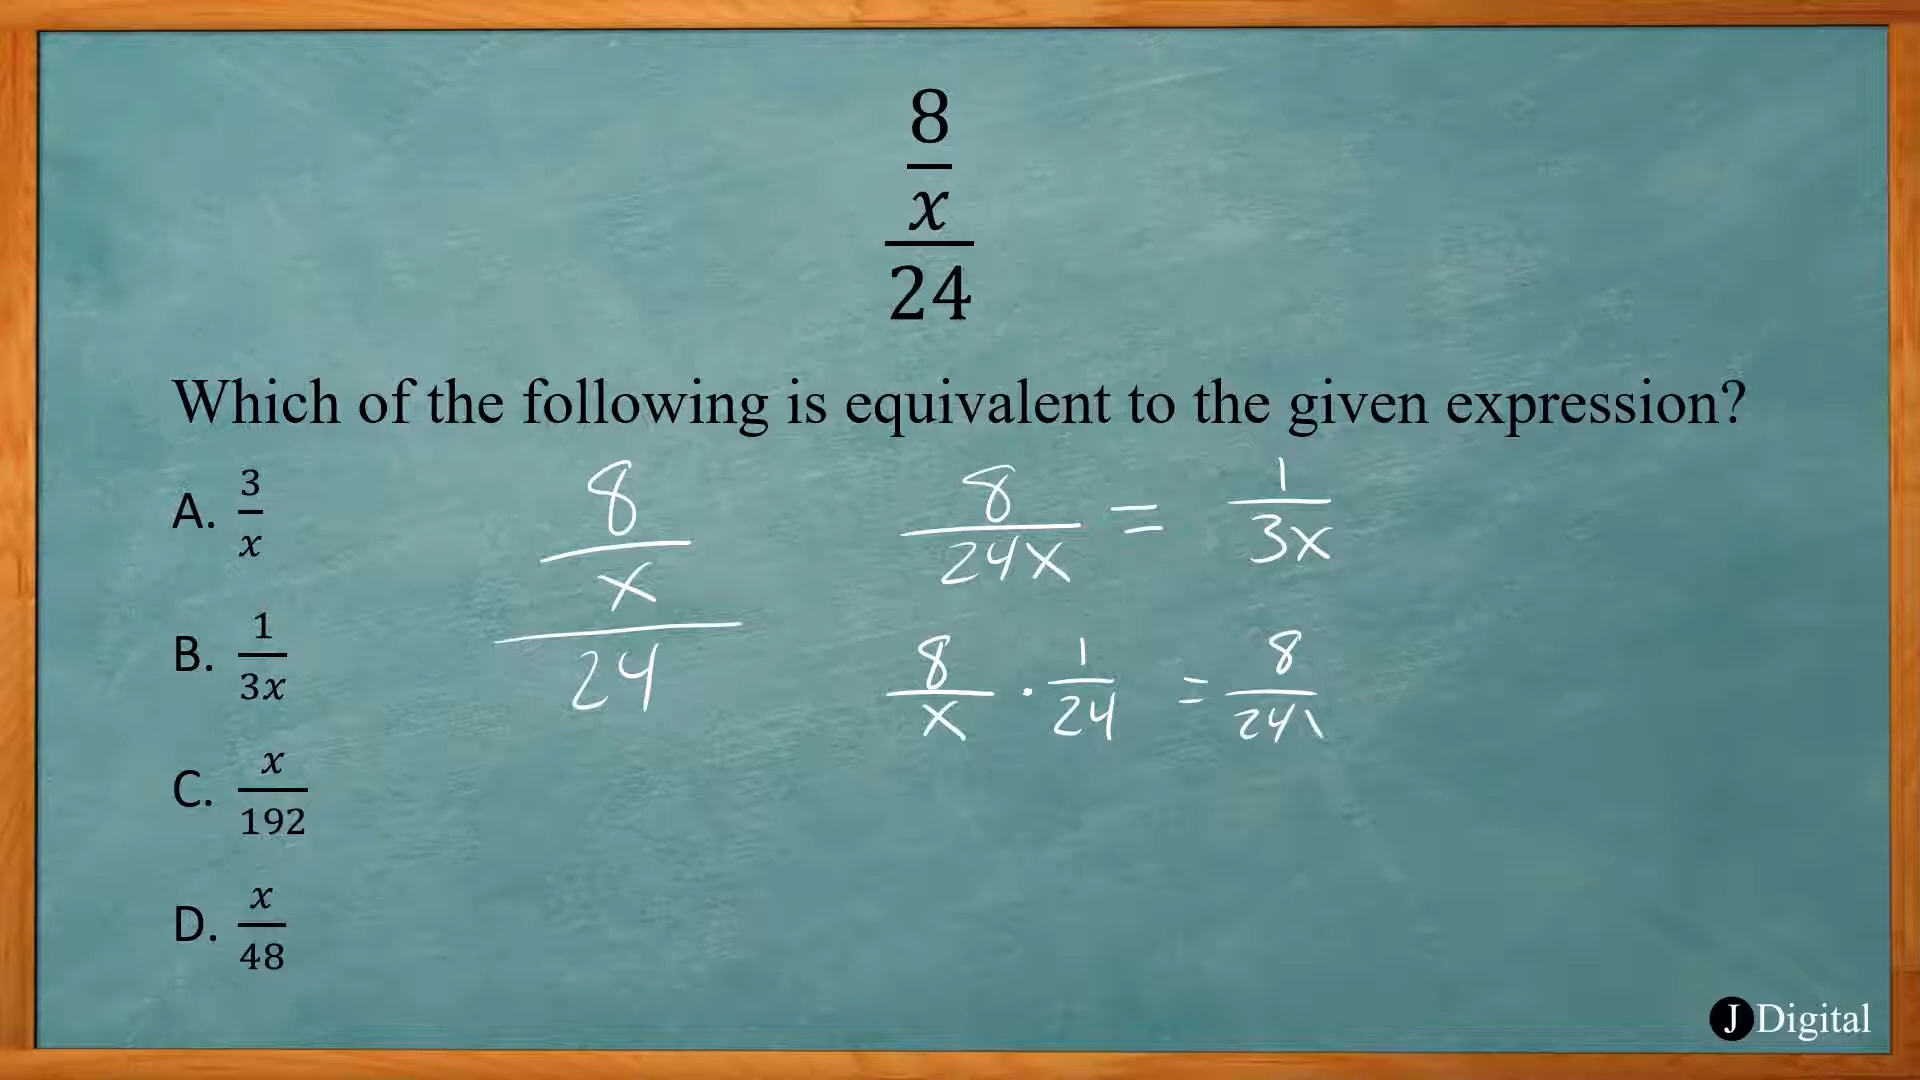 8
x
24
Which of the following is equivalent to the given expression?
A. 3/x
B. 1/3x
C. x/192
D. x/48
8
x
24
8/24x = 1/3x
8/x · 1/24 = 8/24\
J Digital